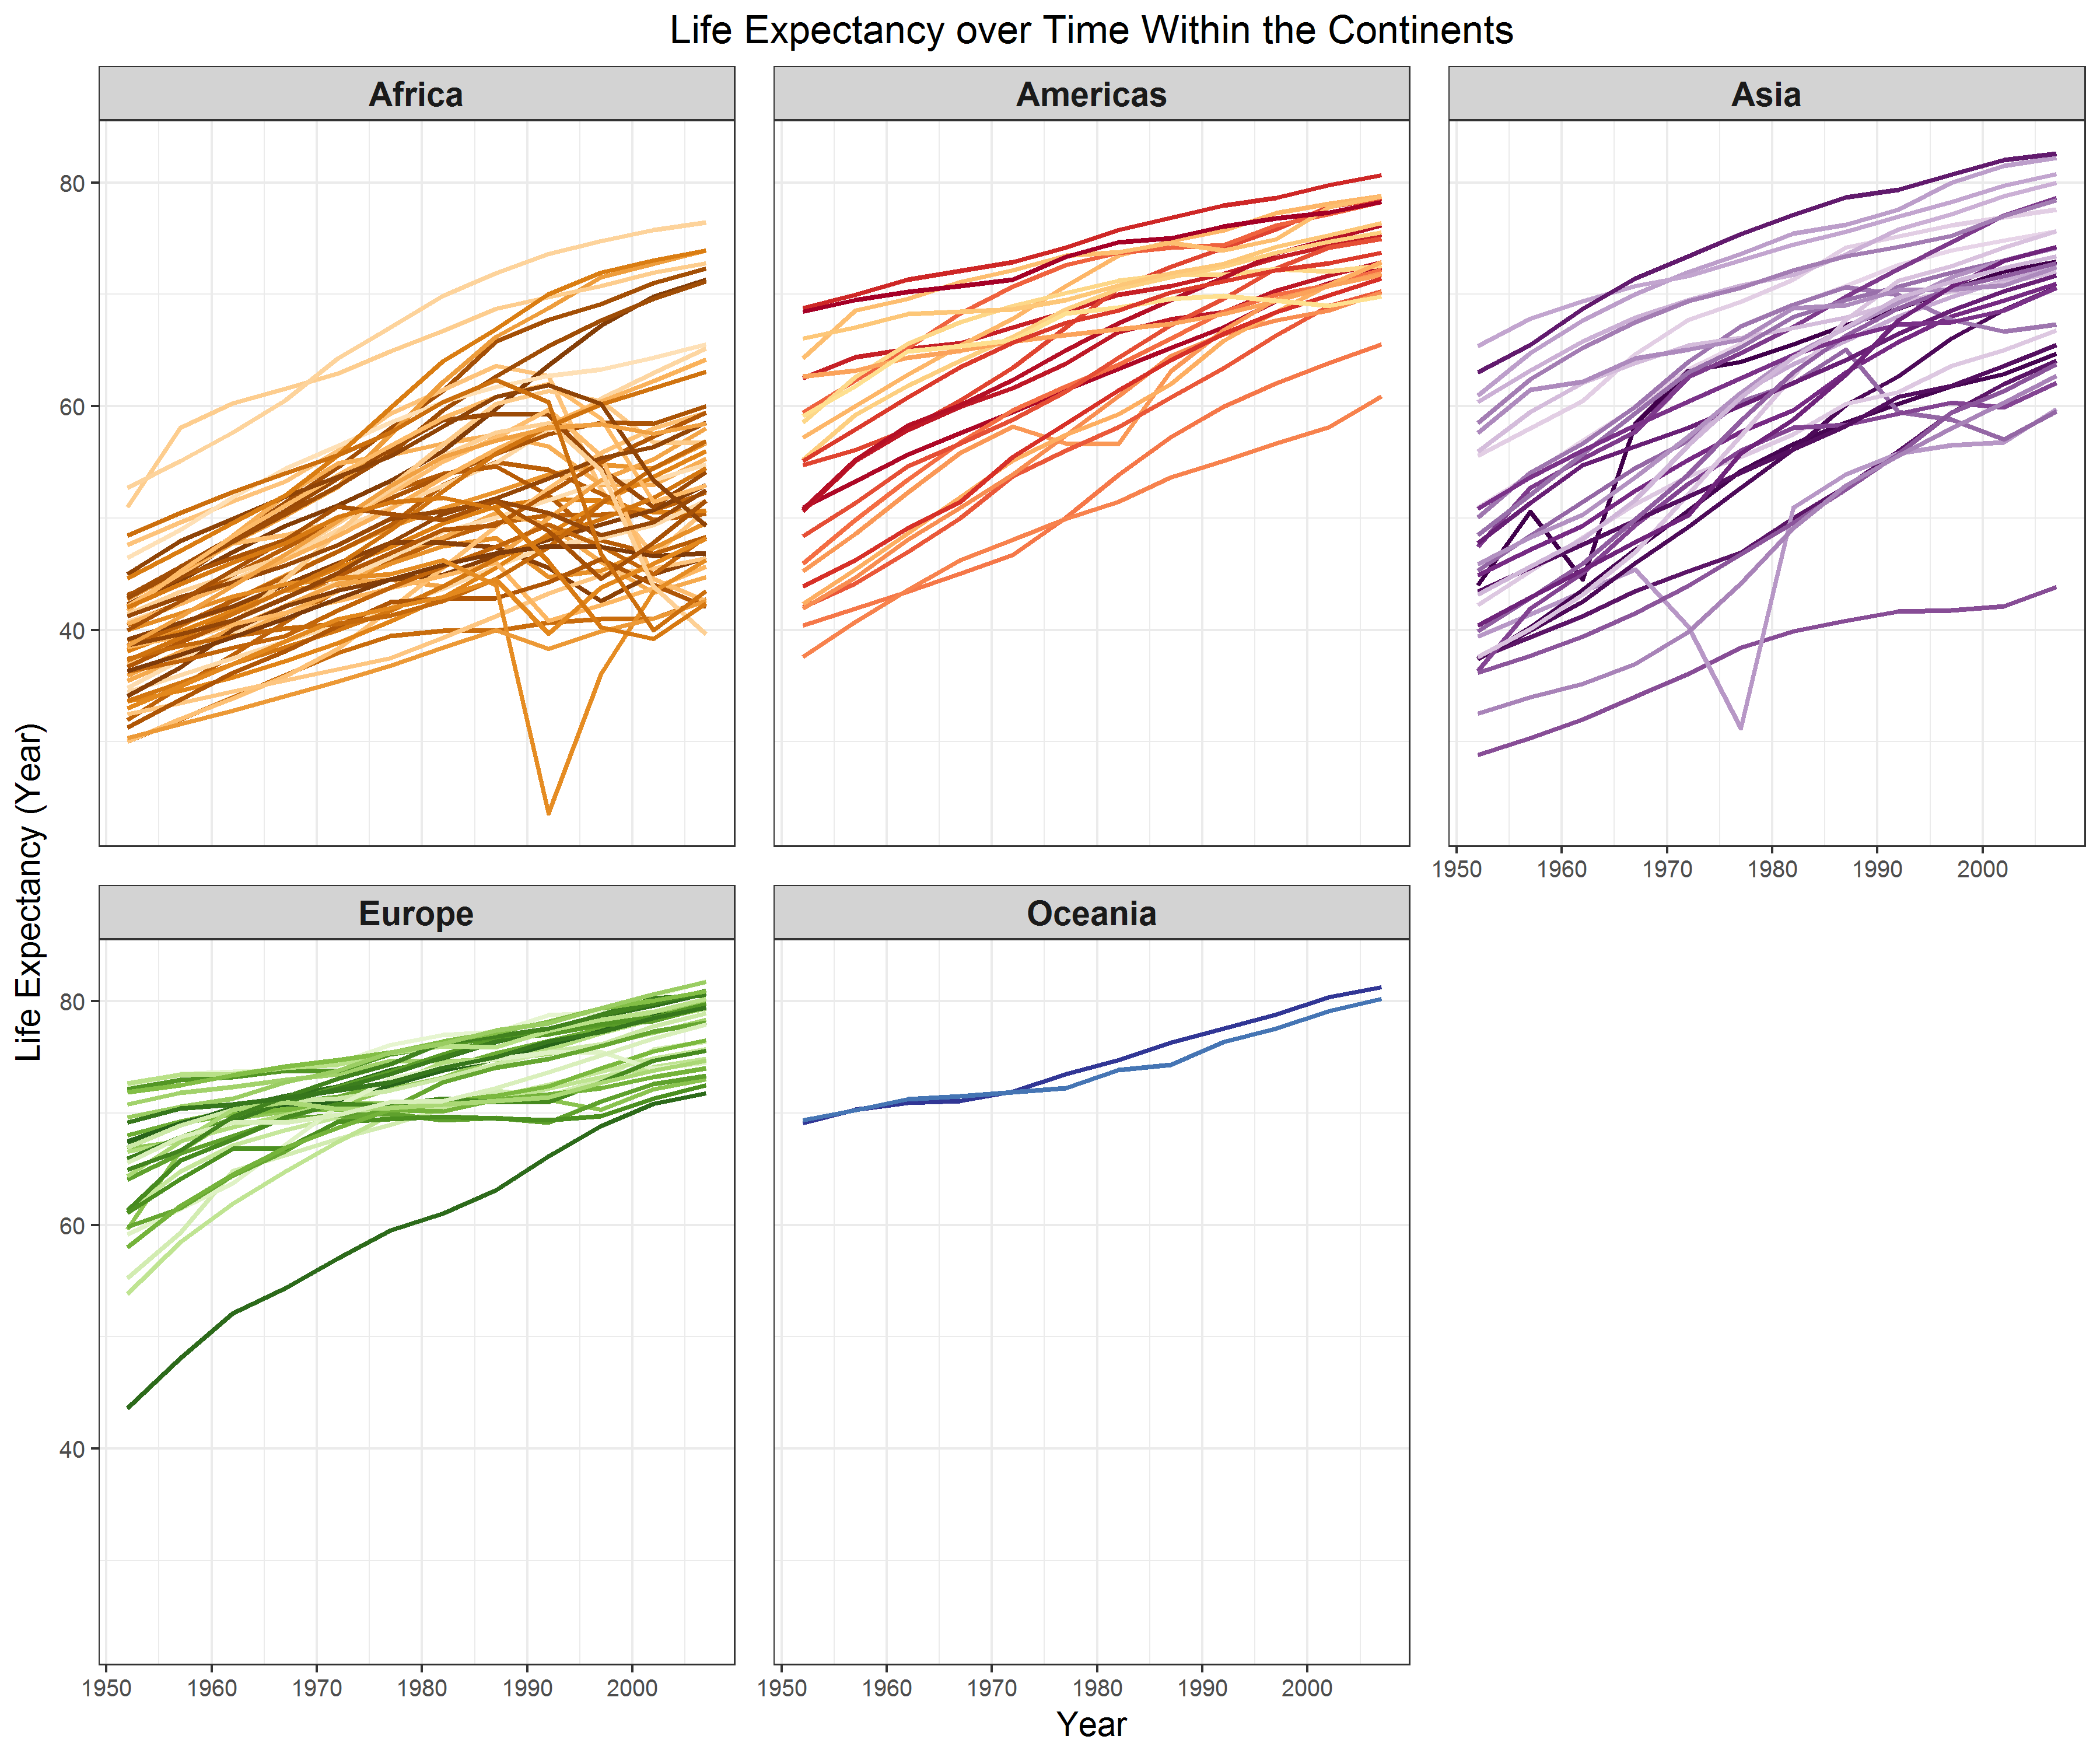 Life Expectancy over Time Within the Continents
Africa
Americas
Asia
80
60
40
1950 1960 1970 1980 1990 2000
Europe
Oceania
80
60
40
1950 1960 1970 1980 1990 2000
1950 1960 1970 1980 1990 2000
Year
Life Expectancy (Year)